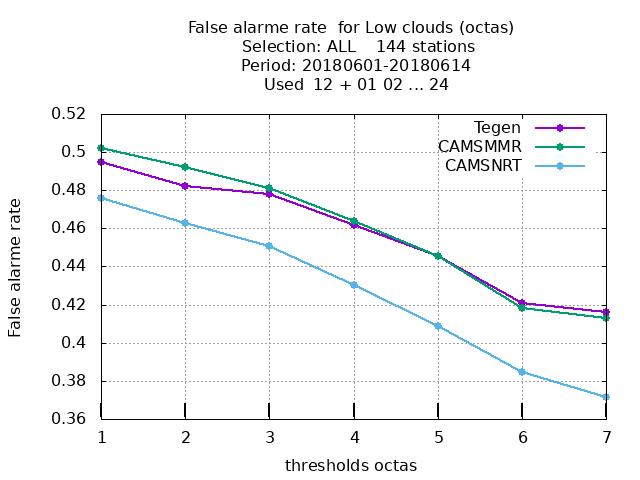 False alarme rate  for Low clouds (octas)
Selection: ALL    144 stations
Period: 20180601-20180614
Used  12 + 01 02 ... 24
Tegen
CAMSMMR
CAMSNRT
False alarme rate
0.52
0.5
0.48
0.46
0.44
0.42
0.4
0.38
0.36
1 2 3 4 5 6 7
thresholds octas